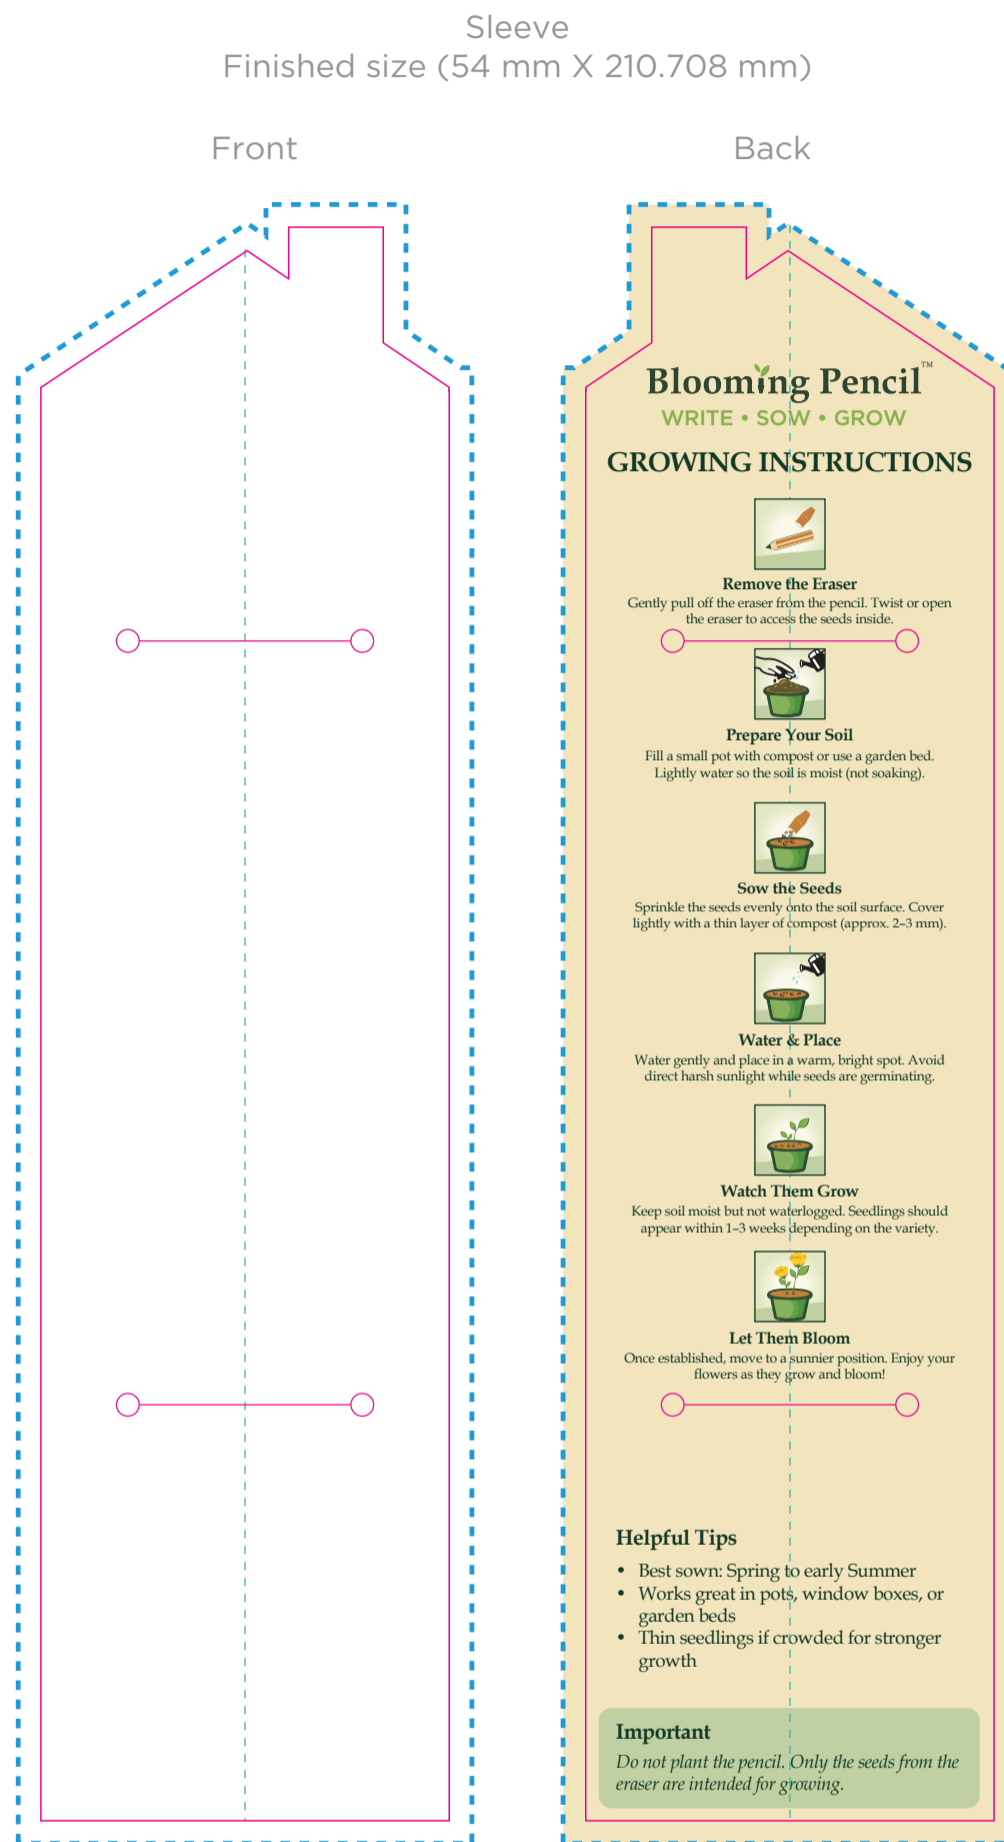 Sleeve
Finished size (54 mm X 210.708 mm)
Front
Back
Blooming Pencil™
WRITE • SOW • GROW
GROWING INSTRUCTIONS
Remove the Eraser
Gently pull off the eraser from the pencil. Twist or open
the eraser to access the seeds inside.
Prepare Your Soil
Fill a small pot with compost or use a garden bed.
Lightly water so the soil is moist (not soaking).
Sow the Seeds
Sprinkle the seeds evenly onto the soil surface. Cover
lightly with a thin layer of compost (approx. 2–3 mm).
Water & Place
Water gently and place in a warm, bright spot. Avoid
direct harsh sunlight while seeds are germinating.
Watch Them Grow
Keep soil moist but not waterlogged. Seedlings should
appear within 1–3 weeks depending on the variety.
Let Them Bloom
Once established, move to a sunnier position. Enjoy your
flowers as they grow and bloom!
Helpful Tips
• Best sown: Spring to early Summer
• Works great in pots, window boxes, or
garden beds
• Thin seedlings if crowded for stronger
growth
Important
Do not plant the pencil. Only the seeds from the
eraser are intended for growing.